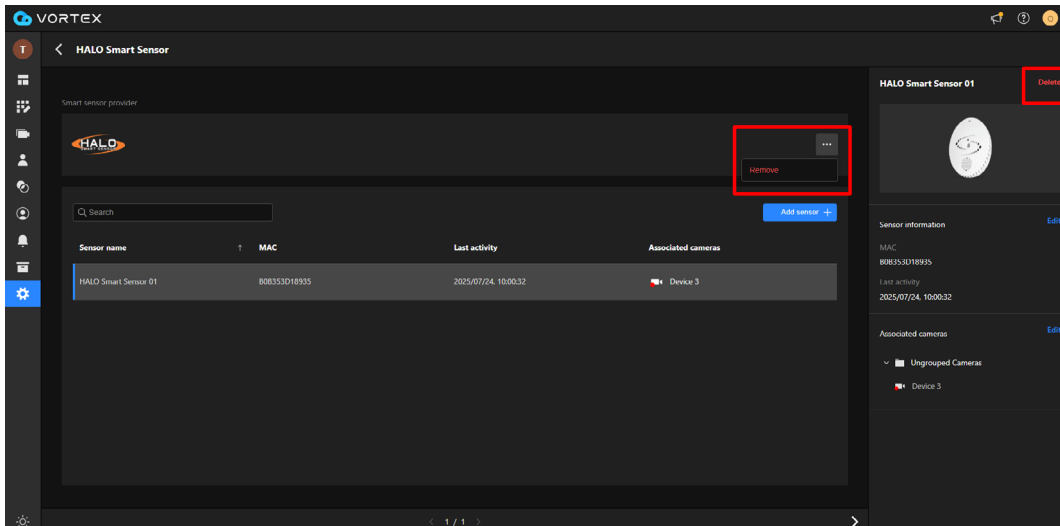 VORTEX
T
HALO Smart Sensor
Smart sensor provider
HALO
SMART SENSOR
Remove
Search
Add sensor +
Sensor name ↑ MAC Last activity Associated cameras
HALO Smart Sensor 01 B0B353D18935 2025/07/24, 10:00:32 Device 3
< 1 / 1 >
HALO Smart Sensor 01 Delete
Sensor information Edit
MAC
B0B353D18935
Last activity
2025/07/24, 10:00:32
Associated cameras Edit
Ungrouped Cameras
Device 3